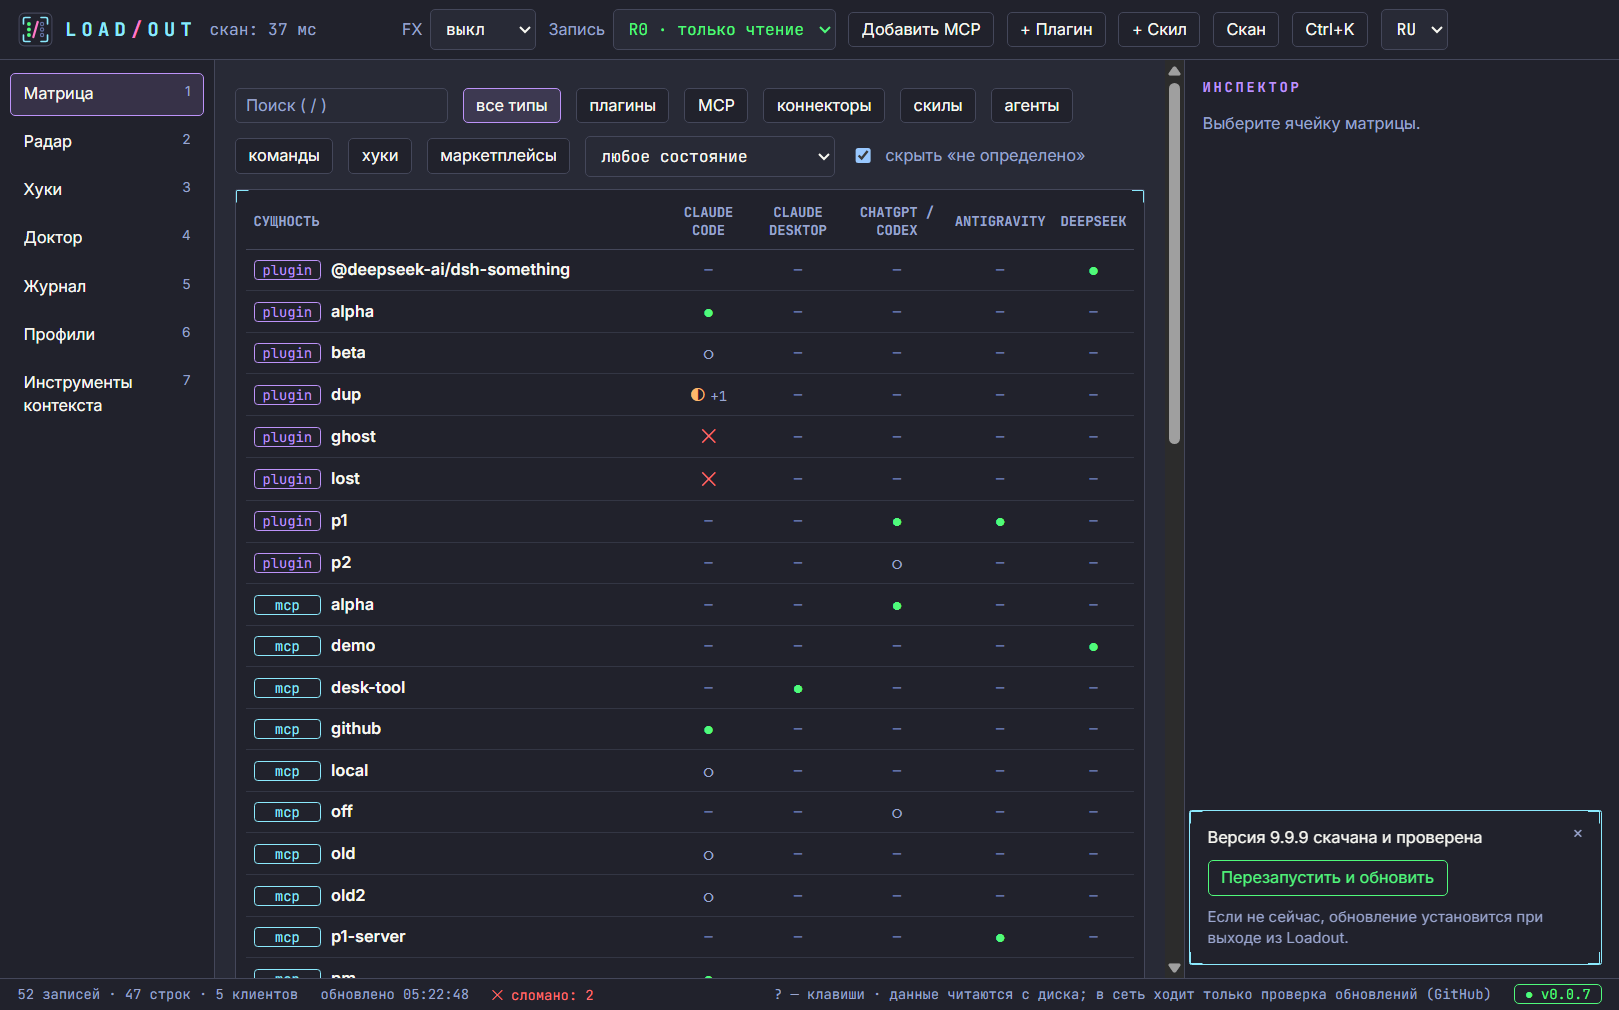 LOAD/OUT скан: 37 мс FX выкл Запись R0 · только чтение Добавить MCP + Плагин + Скил Скан Ctrl+K RU
Матрица 1
Радар 2
Хуки 3
Доктор 4
Журнал 5
Профили 6
Инструменты контекста 7
Поиск ( / ) все типы плагины MCP коннекторы скилы агенты
команды хуки маркетплейсы любое состояние скрыть «не определено»
СУЩНОСТЬ CLAUDE CODE CLAUDE DESKTOP CHATGPT / CODEX ANTIGRAVITY DEEPSEEK
plugin @deepseek-ai/dsh-something – – – – ●
plugin alpha ● – – – –
plugin beta ○ – – – –
plugin dup ◐ +1 – – – –
plugin ghost ✕ – – – –
plugin lost ✕ – – – –
plugin p1 – – ● ● –
plugin p2 – – ○ – –
mcp alpha – – ● – –
mcp demo – – – – ●
mcp desk-tool – ● – – –
mcp github ● – – – –
mcp local ○ – – – –
mcp off – – ○ – –
mcp old ○ – – – –
mcp old2 ○ – – – –
mcp p1-server – – – ● –
ИНСПЕКТОР
Выберите ячейку матрицы.
Версия 9.9.9 скачана и проверена ×
Перезапустить и обновить
Если не сейчас, обновление установится при
выходе из Loadout.
52 записей · 47 строк · 5 клиентов обновлено 05:22:48 ✕ сломано: 2 ? — клавиши · данные читаются с диска; в сеть ходит только проверка обновлений (GitHub) ● v0.0.7